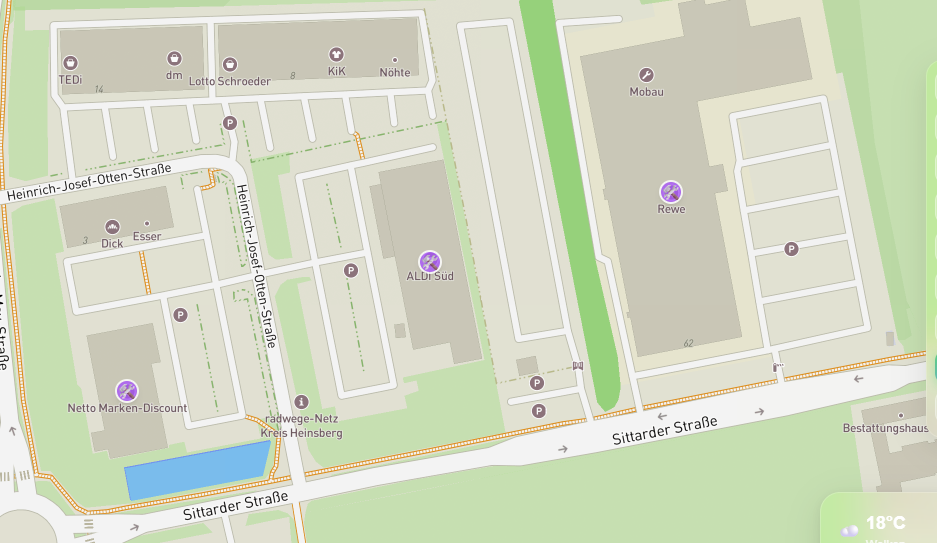 TEDi
dm
Lotto Schroeder
KiK
Nöhte
14
8
Mobau
P
Heinrich-Josef-Otten-Straße
Heinrich-Josef-Otten-Straße
Rewe
3
Dick
Esser
P
ALDI Süd
P
P
62
Netto Marken-Discount
radwege-Netz
Kreis Heinsberg
P
P
Sittarder Straße
Bestattungshaus
Sittarder Straße
18°C
Wolken